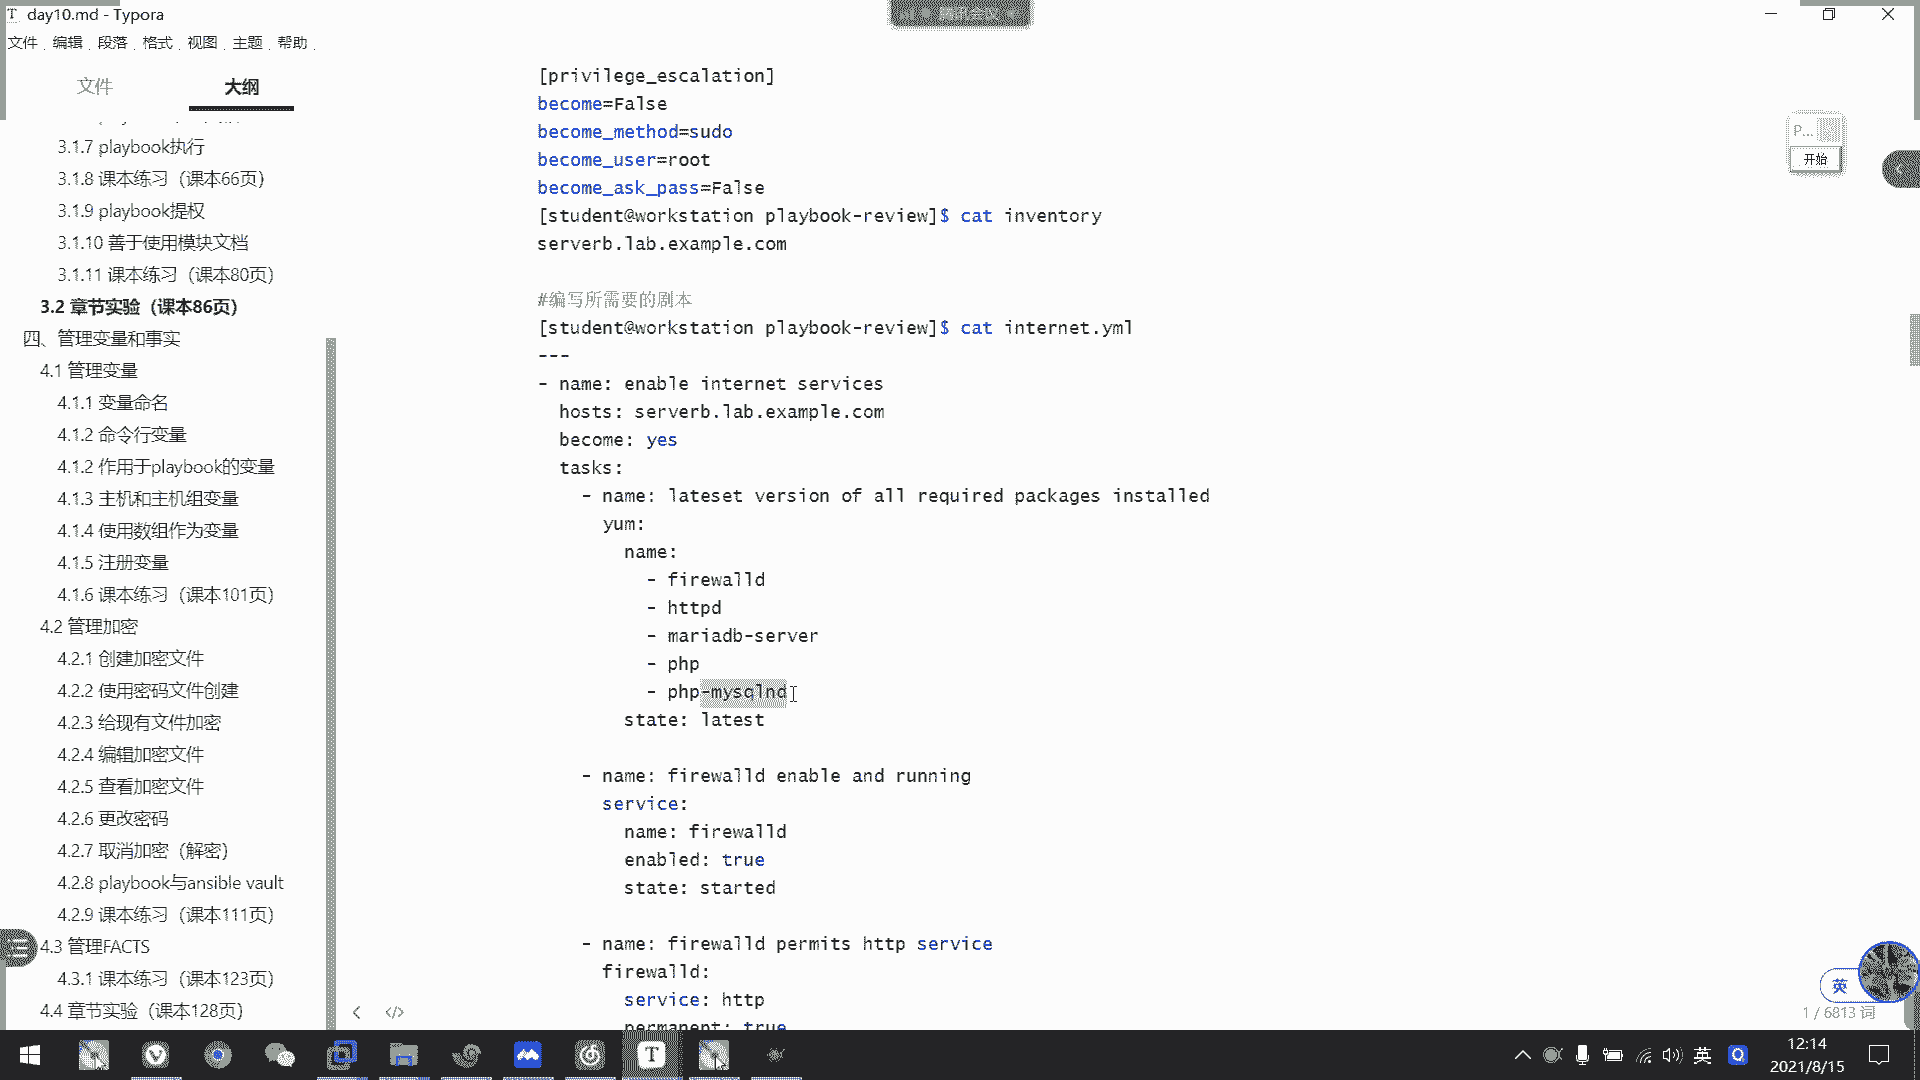 day10.md - Typora
文件 编辑 段落 格式 视图 主题 帮助
文件 大纲
3.1.7 playbook执行
3.1.8 课本练习（课本66页）
3.1.9 playbook提权
3.1.10 善于使用模块文档
3.1.11 课本练习（课本80页）
3.2 章节实验（课本86页）
四、管理变量和事实
4.1 管理变量
4.1.1 变量命名
4.1.2 命令行变量
4.1.2 作用于playbook的变量
4.1.3 主机和主机组变量
4.1.4 使用数组作为变量
4.1.5 注册变量
4.1.6 课本练习（课本101页）
4.2 管理加密
4.2.1 创建加密文件
4.2.2 使用密码文件创建
4.2.3 给现有文件加密
4.2.4 编辑加密文件
4.2.5 查看加密文件
4.2.6 更改密码
4.2.7 取消加密（解密）
4.2.8 playbook与ansible vault
4.2.9 课本练习（课本111页）
4.3 管理FACTS
4.3.1 课本练习（课本123页）
4.4 章节实验（课本128页）
[privilege_escalation]
become=False
become_method=sudo
become_user=root
become_ask_pass=False
[student@workstation playbook-review]$ cat inventory
serverb.lab.example.com
#编写所需要的剧本
[student@workstation playbook-review]$ cat internet.yml
---
- name: enable internet services
hosts: serverb.lab.example.com
become: yes
tasks:
- name: lateset version of all required packages installed
yum:
name:
- firewalld
- httpd
- mariadb-server
- php
- php-mysqlnd
state: latest
- name: firewalld enable and running
service:
name: firewalld
enabled: true
state: started
- name: firewalld permits http service
firewalld:
service: http
permanent: true
P...
开始
英
1 / 6813 词
英
12:14
2021/8/15